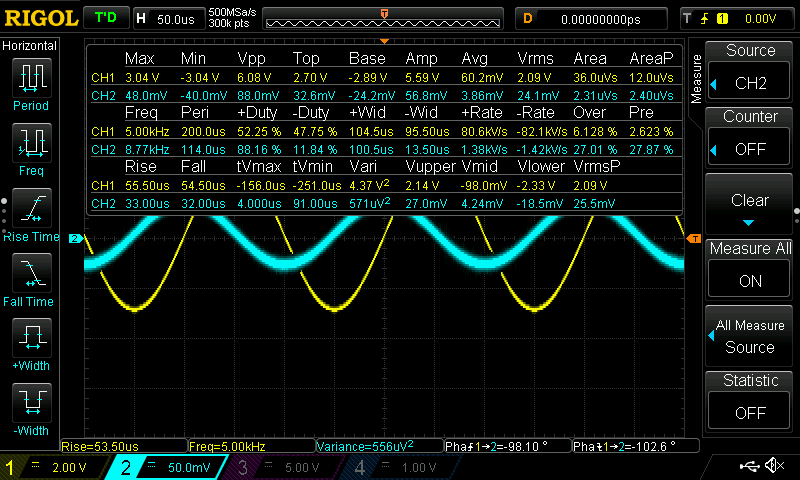 RIGOL T'D H 50.0us 500MSa/s 300k pts T D 0.00000000ps T 1 0.00V
Horizontal
Period
Freq
Rise Time
Fall Time
+Width
-Width
Max Min Vpp Top Base Amp Avg Vrms Area AreaP
CH1 3.04 V -3.04 V 6.08 V 2.70 V -2.89 V 5.59 V 60.2mV 2.09 V 36.0uVs 12.0uVs
CH2 48.0mV -40.0mV 88.0mV 32.6mV -24.2mV 56.8mV 3.86mV 24.1mV 2.31uVs 2.40uVs
Freq Peri +Duty -Duty +Wid -Wid +Rate -Rate Over Pre
CH1 5.00kHz 200.0us 52.25 % 47.75 % 104.5us 95.50us 80.6kV/s -82.1kV/s 6.128 % 2.623 %
CH2 8.77kHz 114.0us 88.16 % 11.84 % 100.5us 13.50us 1.38kV/s -1.42kV/s 27.01 % 27.87 %
Rise Fall tVmax tVmin Vari Vupper Vmid Vlower VrmsP
CH1 55.50us 54.50us -156.0us -251.0us 4.37 V² 2.14 V -98.0mV -2.33 V 2.09 V
CH2 33.00us 32.00us 4.000us 91.00us 571uV² 27.0mV 4.24mV -18.5mV 25.5mV
2
T
Measure
Source
CH2
Counter
OFF
Clear
Measure All
ON
All Measure
Source
Statistic
OFF
Rise=53.50us Freq=5.00kHz Variance=556uV² Pha1→2=-98.10 ° Pha1→2=-102.6 °
1 2.00 V 2 50.0mV 3 5.00 V 4 1.00 V